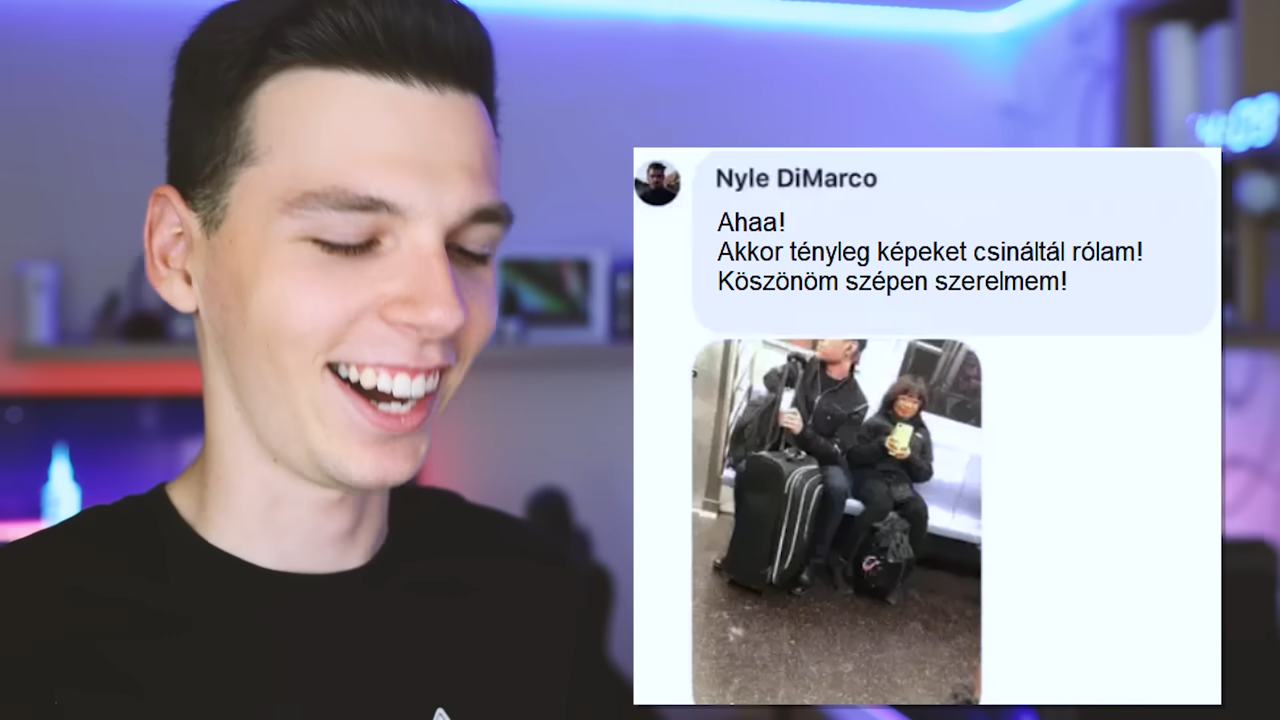 Nyle DiMarco
Ahaa!
Akkor tényleg képeket csináltál rólam!
Köszönöm szépen szerelmem!